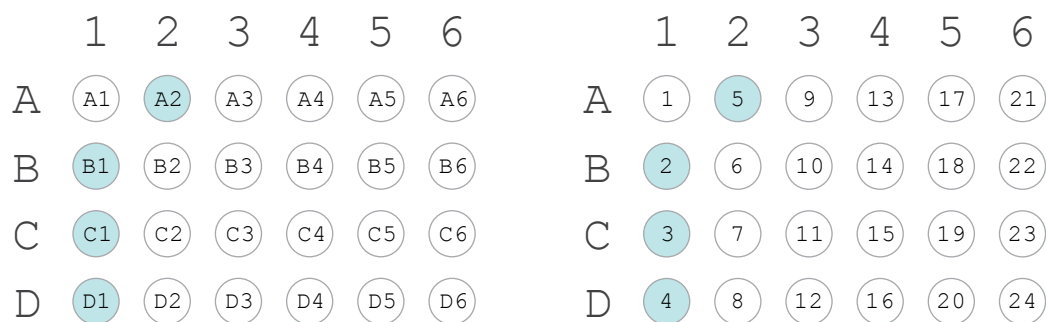 1 2 3 4 5 6 1 2 3 4 5 6
A A1 A2 A3 A4 A5 A6 A 1 5 9 13 17 21
B B1 B2 B3 B4 B5 B6 B 2 6 10 14 18 22
C C1 C2 C3 C4 C5 C6 C 3 7 11 15 19 23
D D1 D2 D3 D4 D5 D6 D 4 8 12 16 20 24